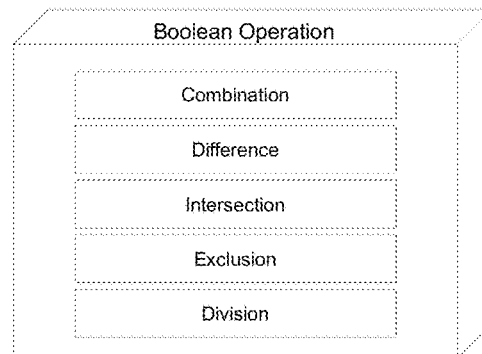 Boolean Operation
Combination
Difference
Intersection
Exclusion
Division